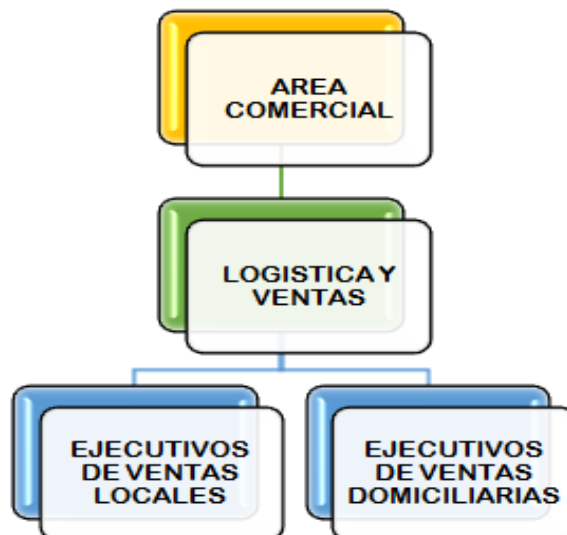 AREA
COMERCIAL
LOGISTICA Y
VENTAS
EJECUTIVOS
DE VENTAS
LOCALES
EJECUTIVOS
DE VENTAS
DOMICILIARIAS